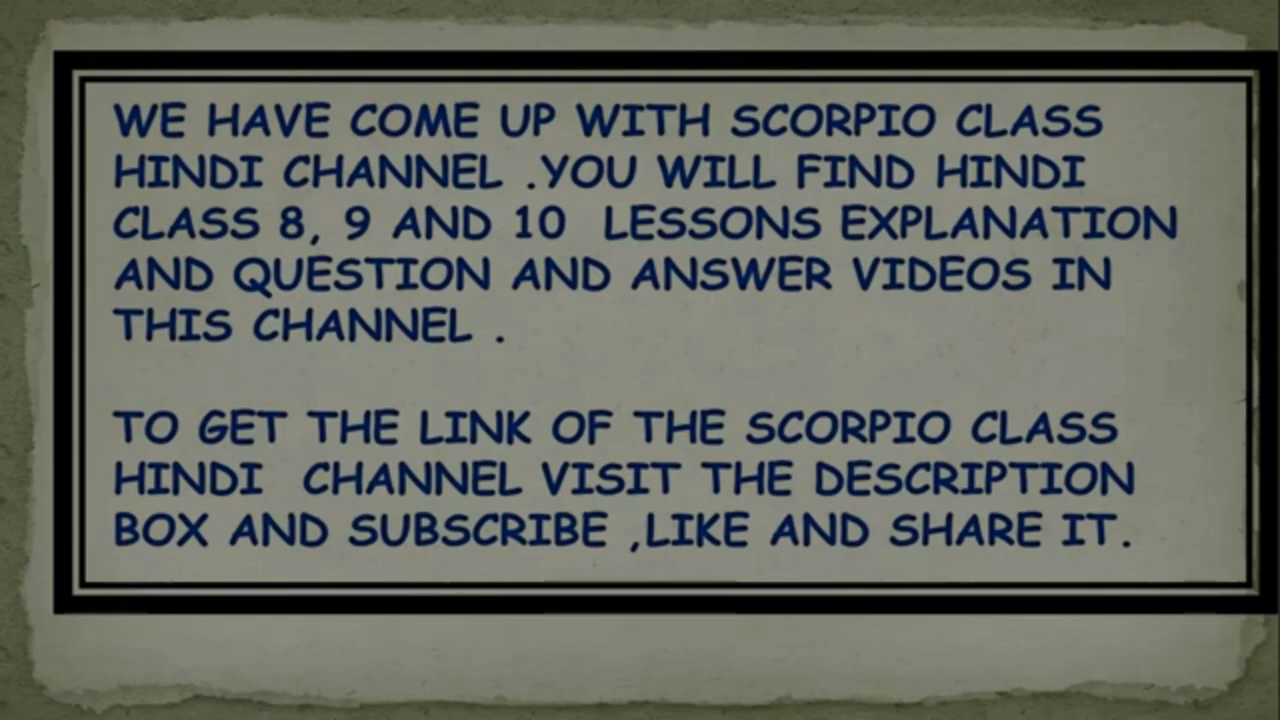 WE HAVE COME UP WITH SCORPIO CLASS
HINDI CHANNEL .YOU WILL FIND HINDI
CLASS 8, 9 AND 10  LESSONS EXPLANATION
AND QUESTION AND ANSWER VIDEOS IN
THIS CHANNEL .
TO GET THE LINK OF THE SCORPIO CLASS
HINDI  CHANNEL VISIT THE DESCRIPTION
BOX AND SUBSCRIBE ,LIKE AND SHARE IT.